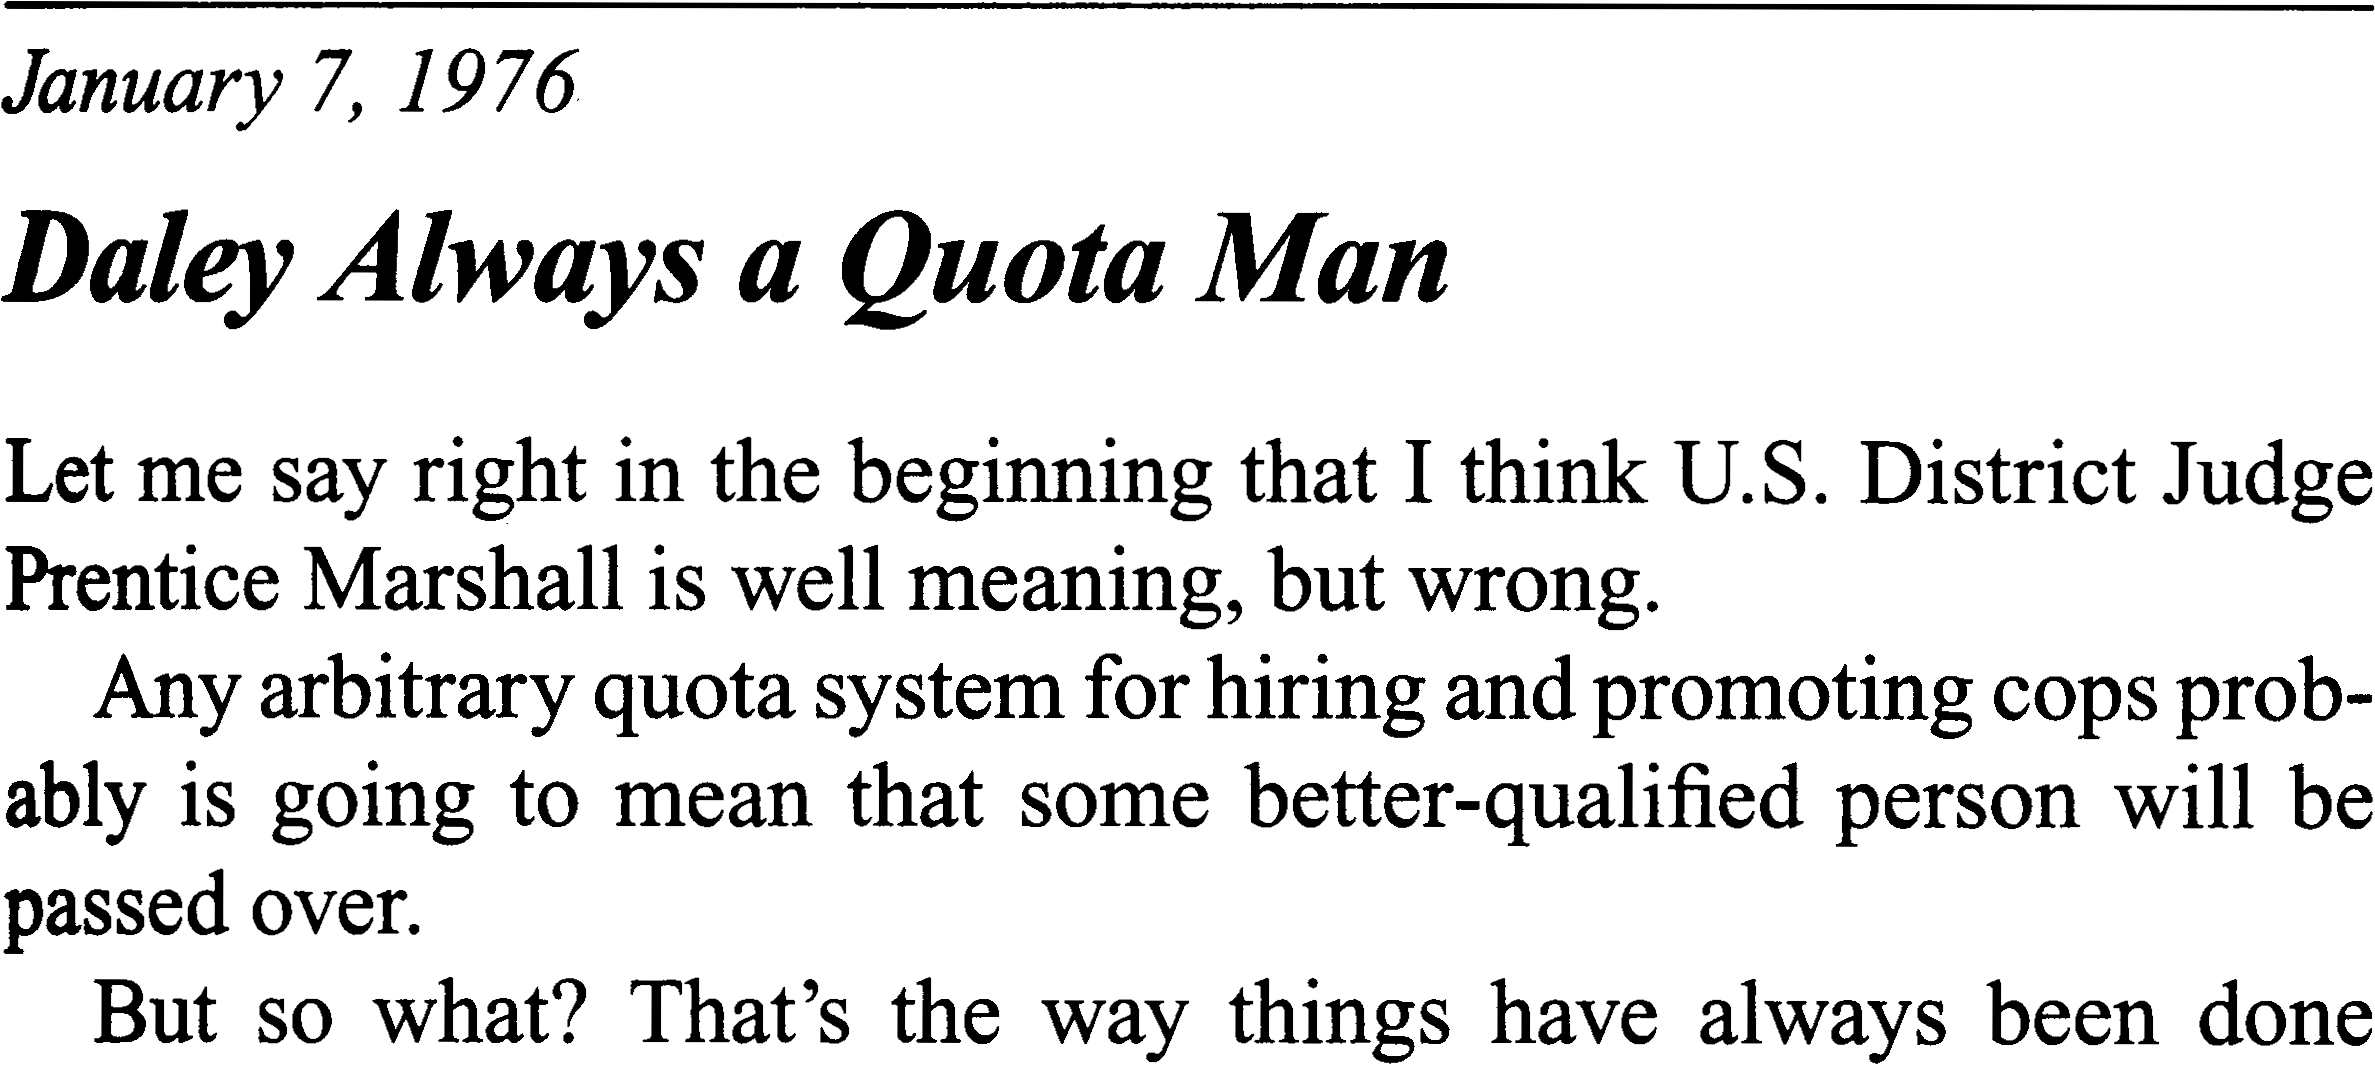 January 7, 1976
Daley Always a Quota Man
Let me say right in the beginning that I think U.S. District Judge
Prentice Marshall is well meaning, but wrong.
Any arbitrary quota system for hiring and promoting cops prob-
ably is going to mean that some better-qualified person will be
passed over.
But so what? That’s the way things have always been done